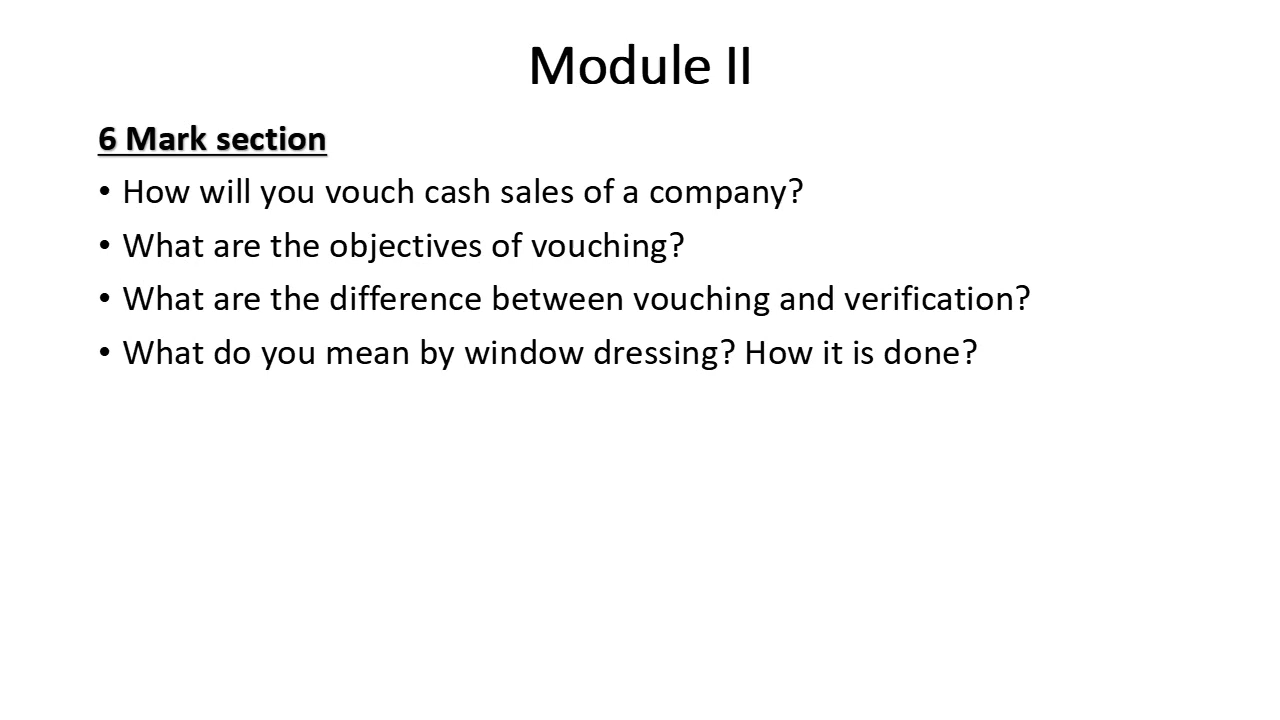 Module II
6 Mark section
• How will you vouch cash sales of a company?
• What are the objectives of vouching?
• What are the difference between vouching and verification?
• What do you mean by window dressing? How it is done?